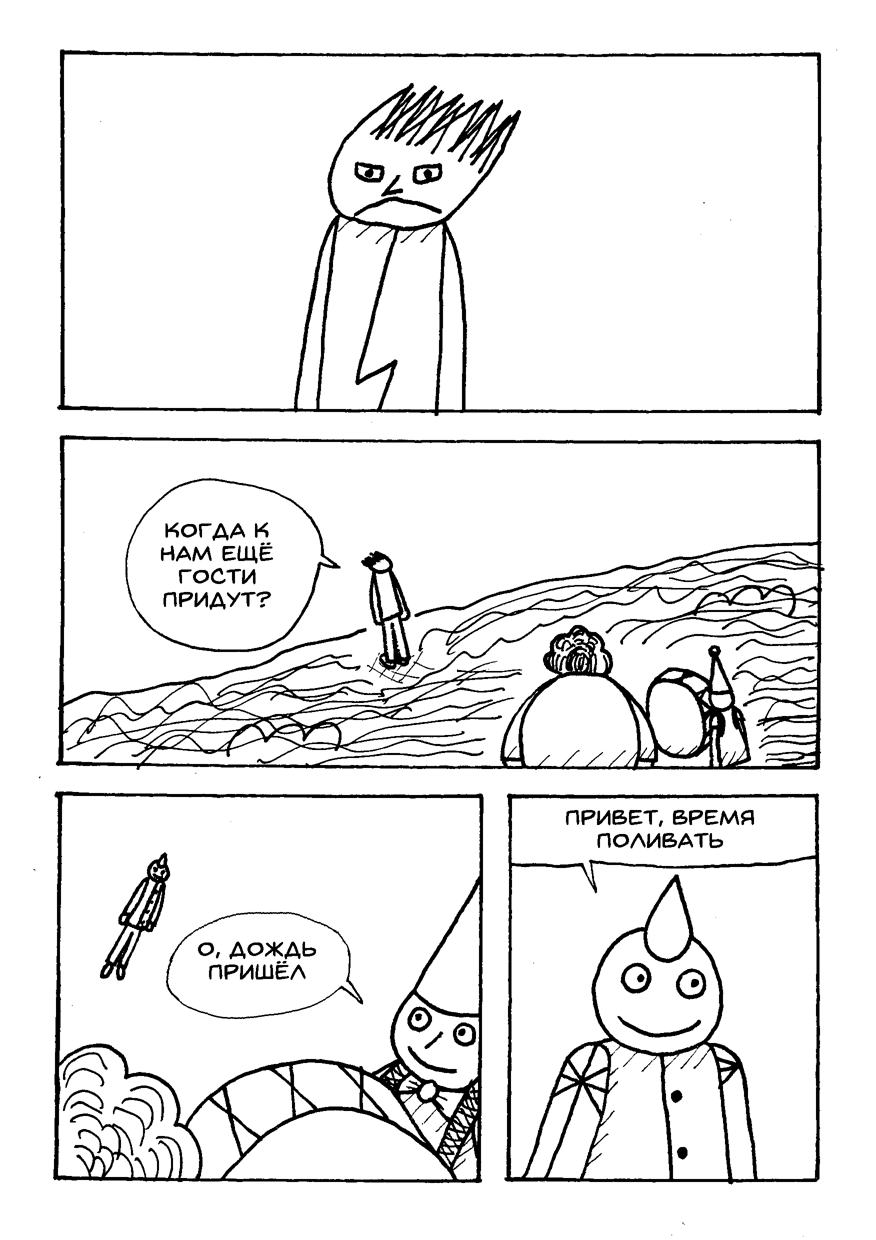 КОГДА К
НАМ ЕЩЁ
ГОСТИ
ПРИДУТ?
О, ДОЖДЬ
ПРИШЁЛ
ПРИВЕТ, ВРЕМЯ
ПОЛИВАТЬ